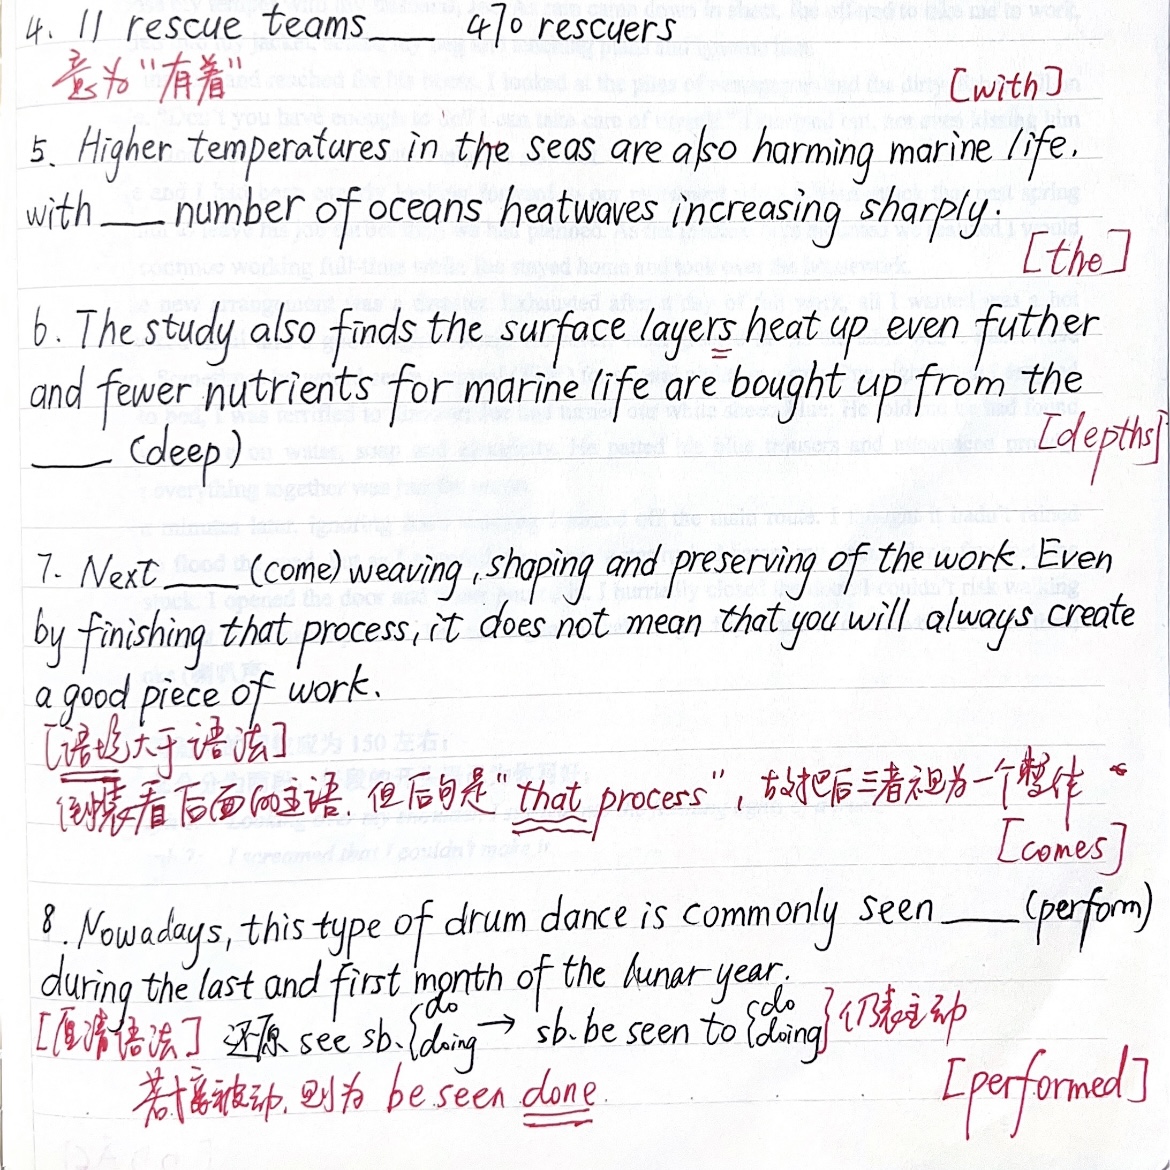 4. 11 rescue teams____ 470 rescuers
意为“有着” [with]
5. Higher temperatures in the seas are also harming marine life.
with ____ number of oceans heatwaves increasing sharply.
[the]
6. The study also finds the surface layers heat up even futher
and fewer nutrients for marine life are bought up from the
____ (deep) [depths]
7. Next ____ (come) weaving, shaping and preserving of the work. Even
by finishing that process, it does not mean that you will always create
a good piece of work.
[语境大于语法]
倒装看后面的主语, 但后句是“that process”, 故把后三者视为一个整体
[comes]
8. Nowadays, this type of drum dance is commonly seen ____ (perform)
during the last and first month of the lunar year.
[厘清语法] 还原 see sb. {do doing → sb. be seen to {do doing} 仍表主动
若接被动, 则为 be seen done. [performed]